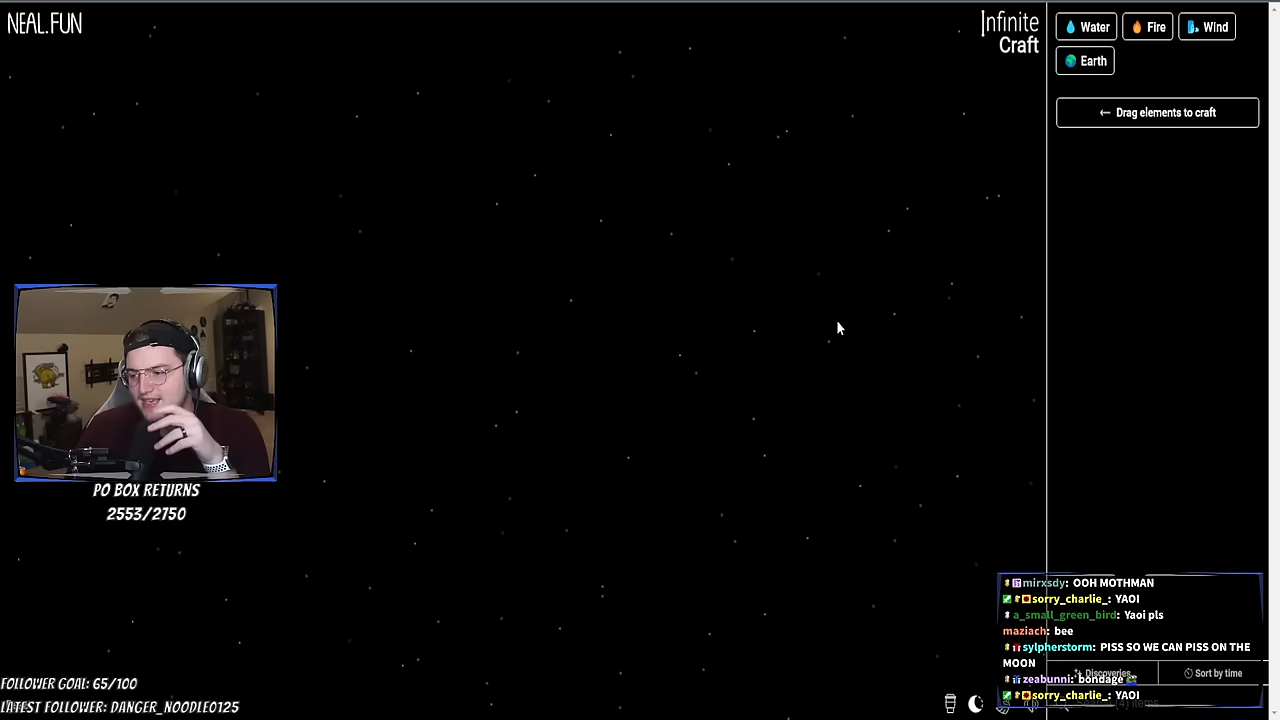 NEAL.FUN
Infinite
Craft
Water
Fire
Wind
Earth
← Drag elements to craft
PO BOX RETURNS
2553/2750
mirxsdy: OOH MOTHMAN
sorry_charlie_: YAOI
a_small_green_bird: Yaoi pls
maziach: bee
sylpherstorm: PISS SO WE CAN PISS ON THE
MOON
Discoveries
Sort by time
zeabunni: bondage
sorry_charlie_: YAOI
FOLLOWER GOAL: 65/100
LATEST FOLLOWER: DANGER_NOODLE0125